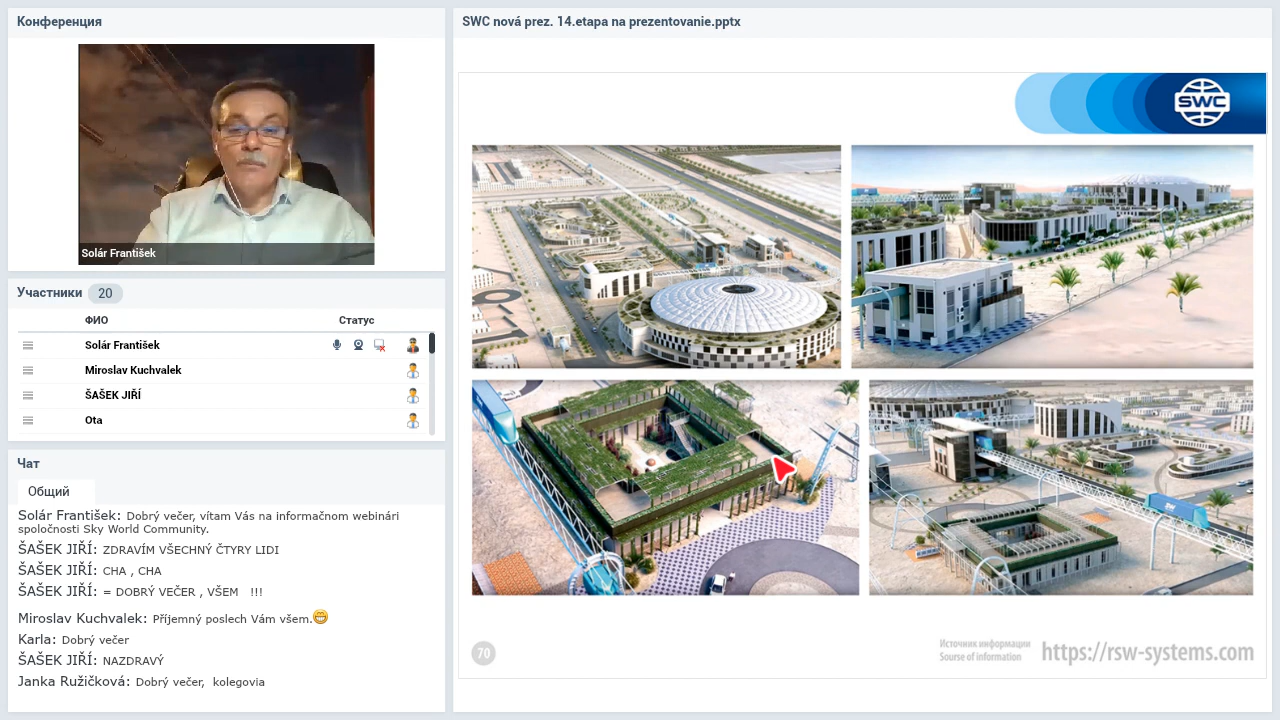 Конференция
Solár František
Участники 20
ФИО Статус
Solár František
Miroslav Kuchvalek
ŠAŠEK JIŘÍ
Ota
Чат
Общий
Solár František: Dobrý večer, vítam Vás na informačnom webinári
spoločnosti Sky World Community.
ŠAŠEK JIŘÍ: ZDRAVÍM VŠECHNÝ ČTYRY LIDI
ŠAŠEK JIŘÍ: CHA , CHA
ŠAŠEK JIŘÍ: = DOBRÝ VEČER , VŠEM !!!
Miroslav Kuchvalek: Příjemný poslech Vám všem.
Karla: Dobrý večer
ŠAŠEK JIŘÍ: NAZDRAVÝ
Janka Ružičková: Dobrý večer, kolegovia
SWC nová prez. 14.etapa na prezentovanie.pptx
SWC
70
Источник информации
Sourse of information
https://rsw-systems.com